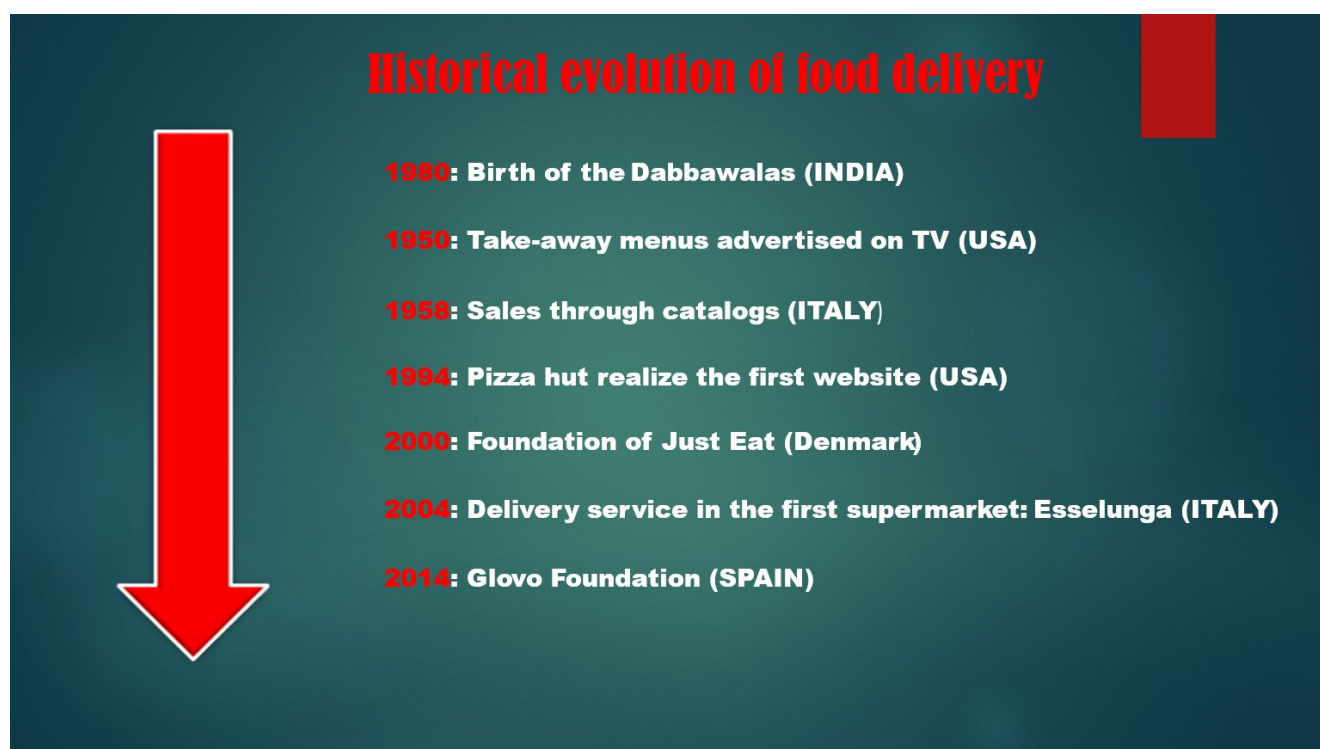 Historical evolution of food delivery
1980: Birth of the Dabbawalas (INDIA)
1950: Take-away menus advertised on TV (USA)
1958: Sales through catalogs (ITALY)
1994: Pizza hut realize the first website (USA)
2000: Foundation of Just Eat (Denmark)
2004: Delivery service in the first supermarket: Esselunga (ITALY)
2014: Glovo Foundation (SPAIN)